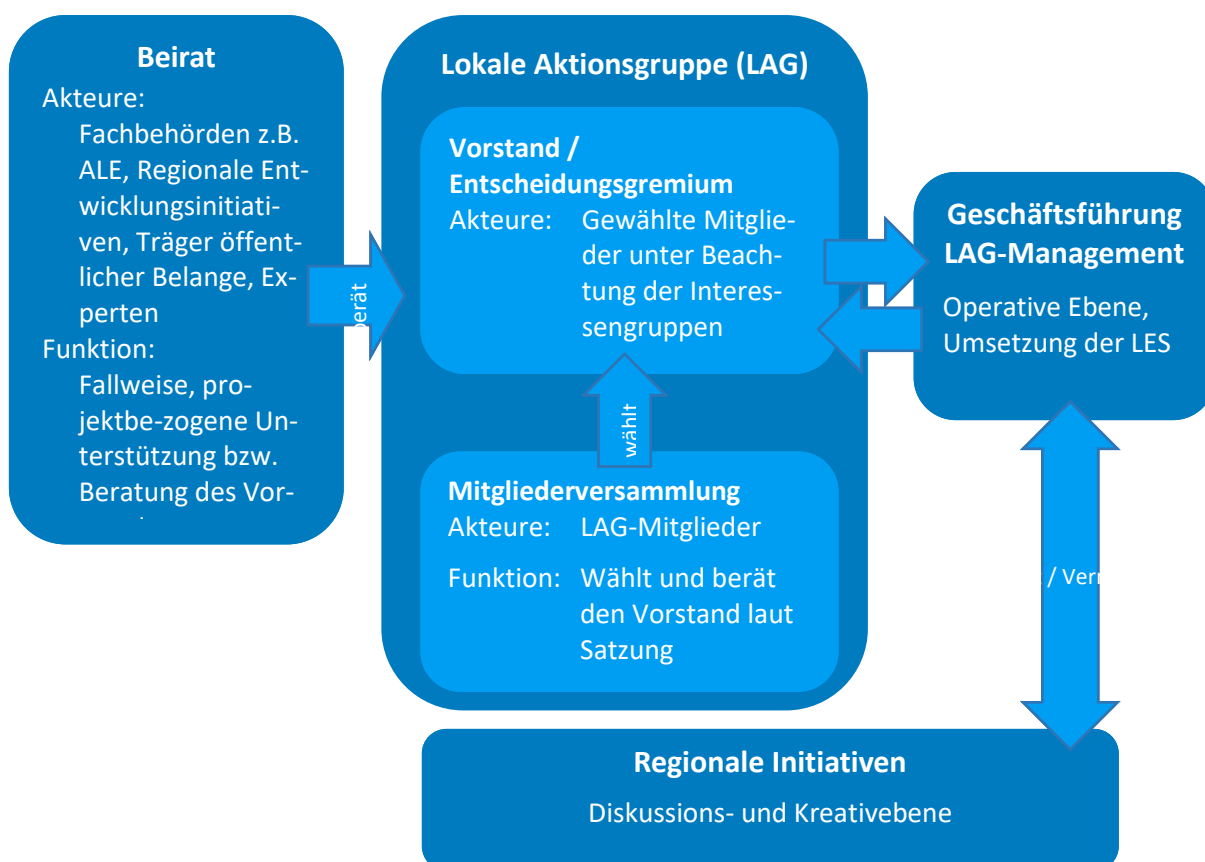 Beirat
Akteure:
Fachbehörden z.B.
ALE, Regionale Ent-
wicklungsinitiati-
ven, Träger öffent-
licher Belange, Ex-
perten
Funktion:
Fallweise, pro-
jektbe-zogene Un-
terstützung bzw.
Beratung des Vor-
berät
Lokale Aktionsgruppe (LAG)
Vorstand /
Entscheidungsgremium
Akteure: Gewählte Mitglie-
der unter Beach-
tung der Interes-
sengruppen
wählt
Mitgliederversammlung
Akteure: LAG-Mitglieder
Funktion: Wählt und berät
den Vorstand laut
Satzung
Geschäftsführung
LAG-Management
Operative Ebene,
Umsetzung der LES
/ Ver
Regionale Initiativen
Diskussions- und Kreativebene